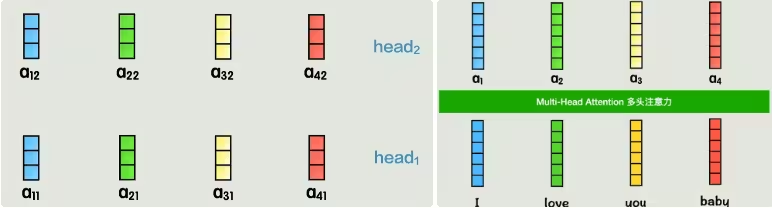 head₂
a₁₂ a₂₂ a₃₂ a₄₂
head₁
a₁₁ a₂₁ a₃₁ a₄₁
a₁ a₂ a₃ a₄
Multi-Head Attention 多头注意力
I love you baby